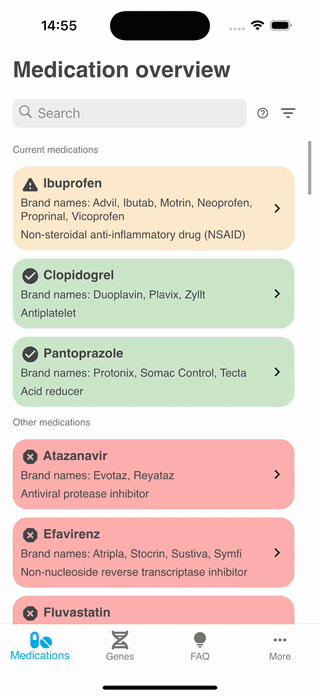 14:55
Medication overview
Search
Current medications
Ibuprofen
Brand names: Advil, Ibutab, Motrin, Neoprofen,
Proprinal, Vicoprofen
Non-steroidal anti-inflammatory drug (NSAID)
Clopidogrel
Brand names: Duoplavin, Plavix, Zyllt
Antiplatelet
Pantoprazole
Brand names: Protonix, Somac Control, Tecta
Acid reducer
Other medications
Atazanavir
Brand names: Evotaz, Reyataz
Antiviral protease inhibitor
Efavirenz
Brand names: Atripla, Stocrin, Sustiva, Symfi
Non-nucleoside reverse transcriptase inhibitor
Fluvastatin
Medications Genes FAQ More